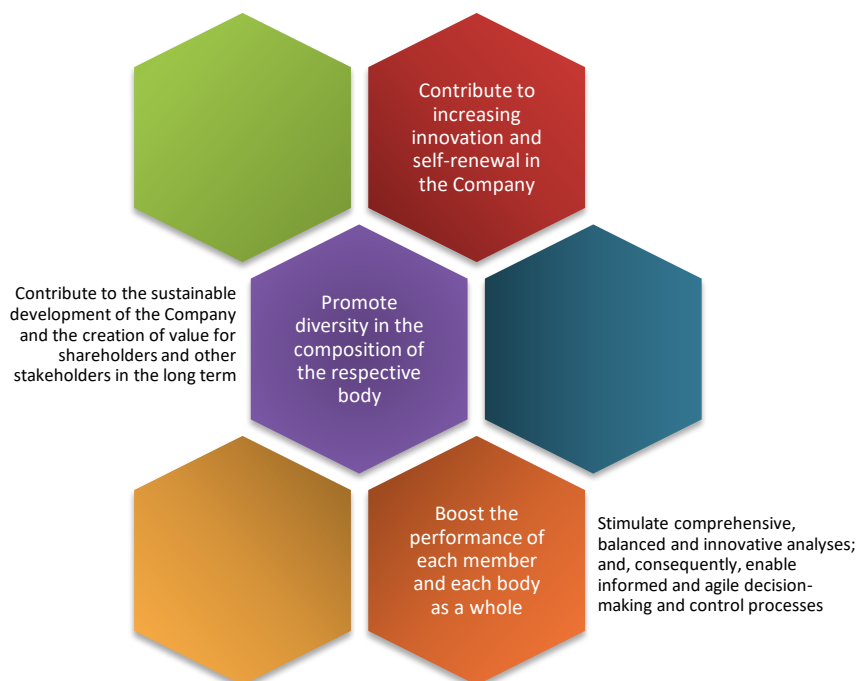 Contribute to
increasing
innovation and
self-renewal in
the Company
Contribute to the sustainable
development of the Company
and the creation of value for
shareholders and other
stakeholders in the long term
Promote
diversity in the
composition of
the respective
body
Boost the
performance of
each member
and each body
as a whole
Stimulate comprehensive,
balanced and innovative analyses;
and, consequently, enable
informed and agile decision-
making and control processes